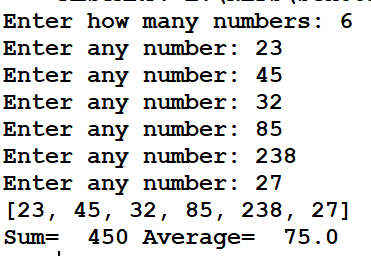 Enter how many numbers: 6
Enter any number: 23
Enter any number: 45
Enter any number: 32
Enter any number: 85
Enter any number: 238
Enter any number: 27
[23, 45, 32, 85, 238, 27]
Sum=  450 Average=  75.0